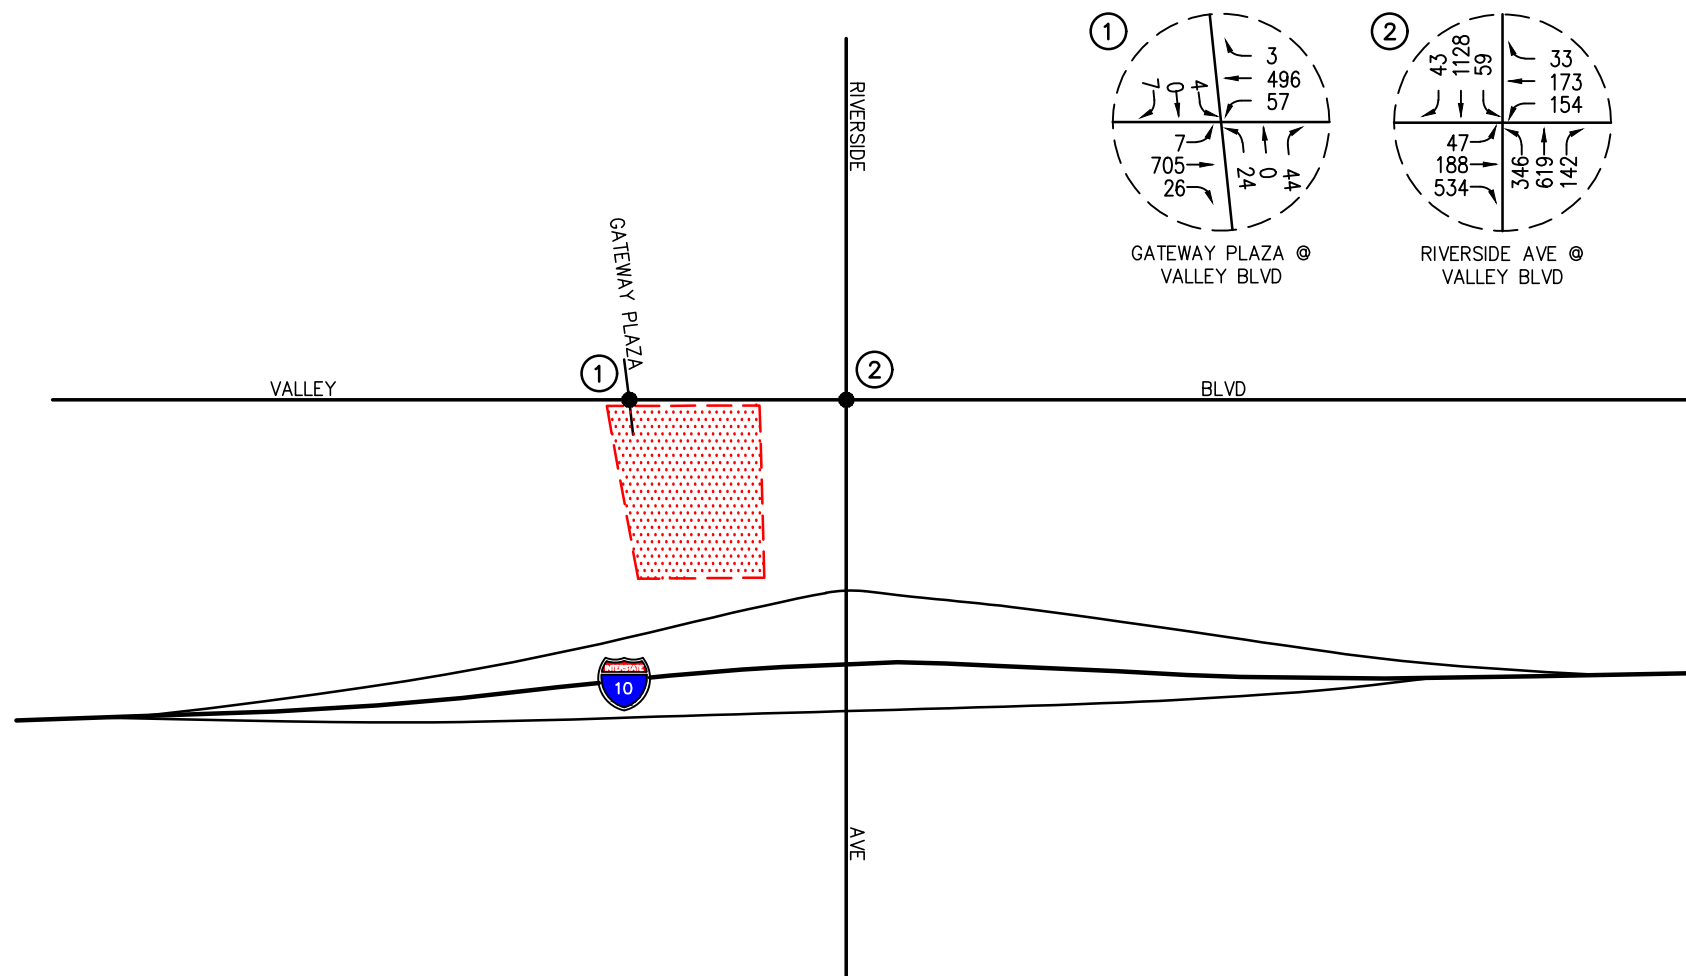 1
3
496
57
7
0
4
7
705
26
24
0
44
GATEWAY PLAZA @
VALLEY BLVD
2
43
1128
59
33
173
154
47
188
534
346
619
142
RIVERSIDE AVE @
VALLEY BLVD
RIVERSIDE
GATEWAY PLAZA
1
2
VALLEY
BLVD
INTERSTATE
10
AVE